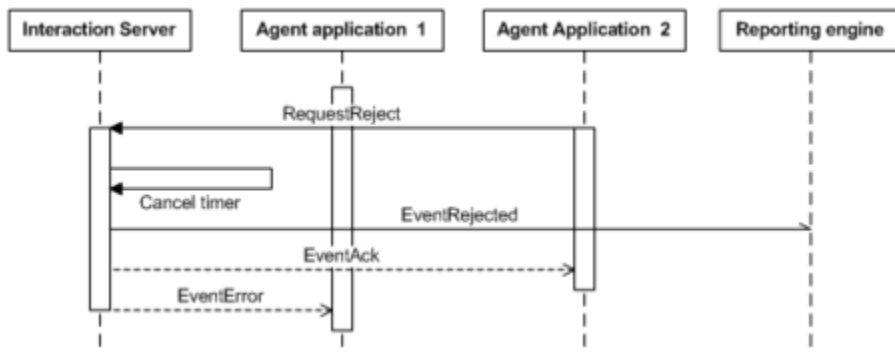 Interaction Server
Agent application 1
Agent Application 2
Reporting engine
RequestReject
Cancel timer
EventRejected
EventAck
EventError